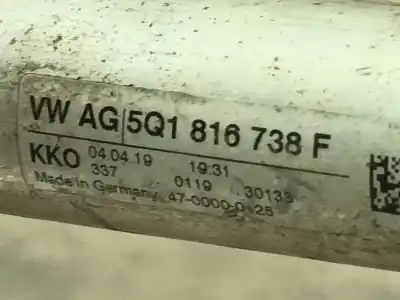 VW AG 5Q1 816 738 F
KKO 04.04.19 19:31
337 0119 30133
Made in Germany 47-0000-0125